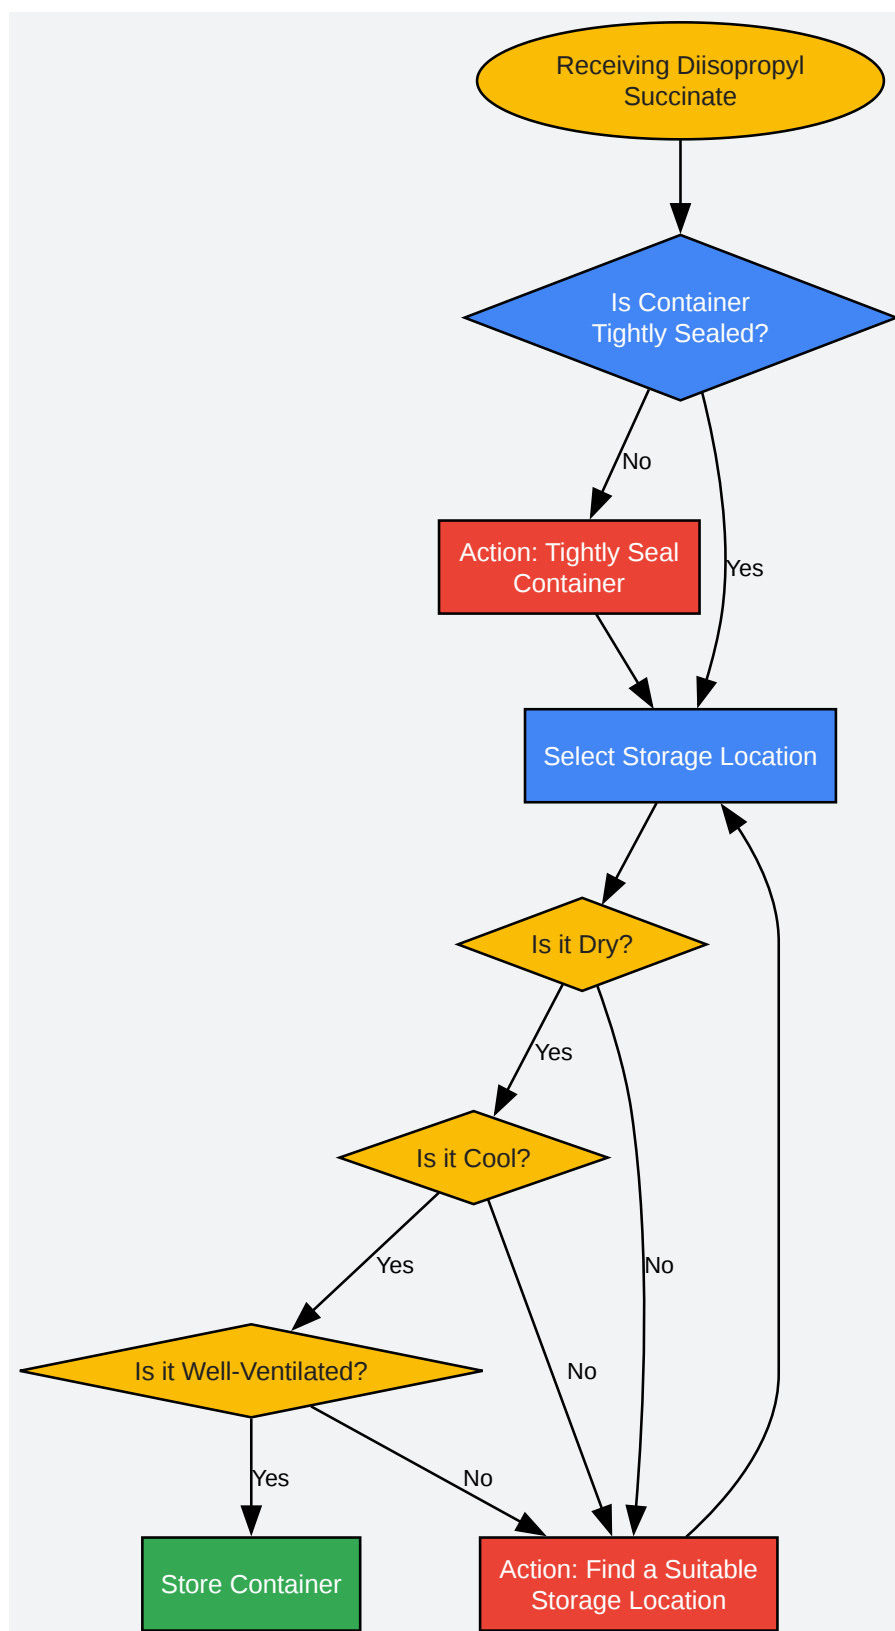 Receiving Diisopropyl
Succinate
Is Container
Tightly Sealed?
No
Yes
Action: Tightly Seal
Container
Select Storage Location
Is it Dry?
Yes
Is it Cool?
Yes
No
Is it Well-Ventilated?
No
Yes
No
Store Container
Action: Find a Suitable
Storage Location